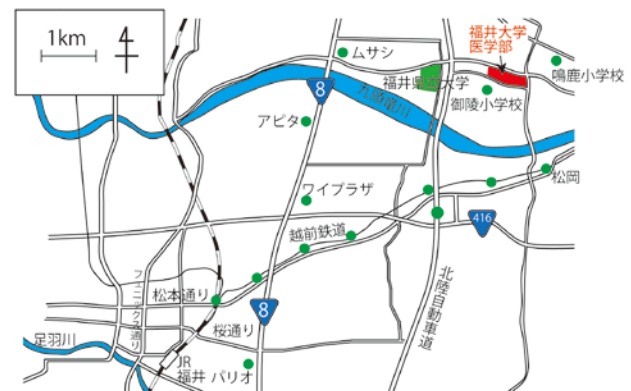 1km
4
ムサシ
福井大学
医学部
鳴鹿小学校
8
福井県立大学
九頭竜川
御陵小学校
アピタ
松岡
ワイプラザ
416
越前鉄道
フェニックス通り
松本通り
北陸自動車道
8
桜通り
足羽川
JR
福井
パリオ